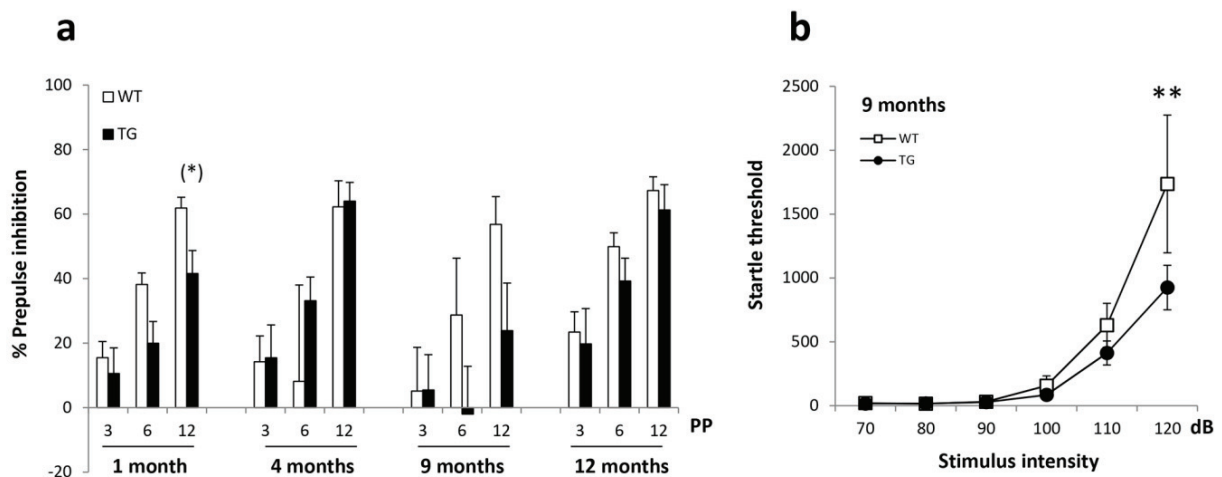 a
100
80
60
40
20
0
-20
% Prepulse inhibition
WT
TG
(*)
3 6 12 3 6 12 3 6 12 3 6 12 PP
1 month 4 months 9 months 12 months
b
2500
2000
1500
1000
500
0
Startle threshold
9 months
WT
TG
**
70 80 90 100 110 120 dB
Stimulus intensity